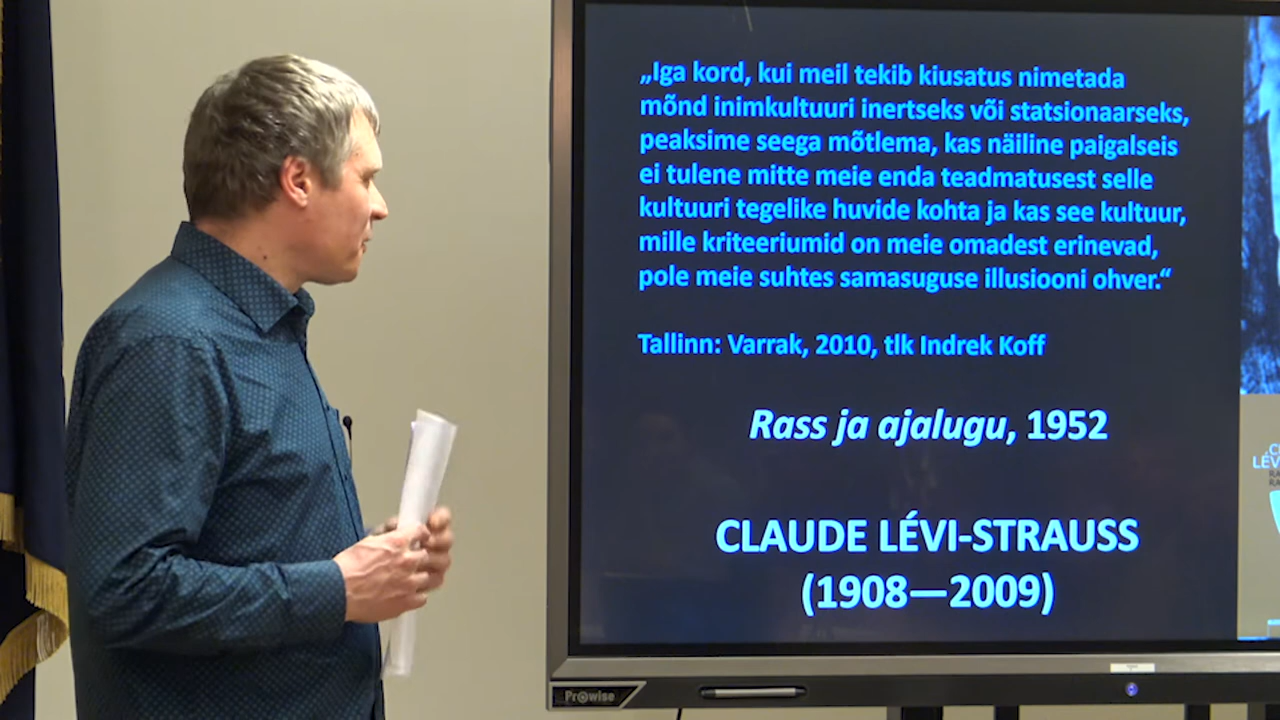 „Iga kord, kui meil tekib kiusatus nimetada
mõnd inimkultuuri inertseks või statsionaarseks,
peaksime seega mõtlema, kas näiline paigalseis
ei tulene mitte meie enda teadmatusest selle
kultuuri tegelike huvide kohta ja kas see kultuur,
mille kriteeriumid on meie omadest erinevad,
pole meie suhtes samasuguse illusiooni ohver.“
Tallinn: Varrak, 2010, tlk Indrek Koff
Rass ja ajalugu, 1952
CLAUDE LÉVI-STRAUSS
(1908—2009)
Prowise